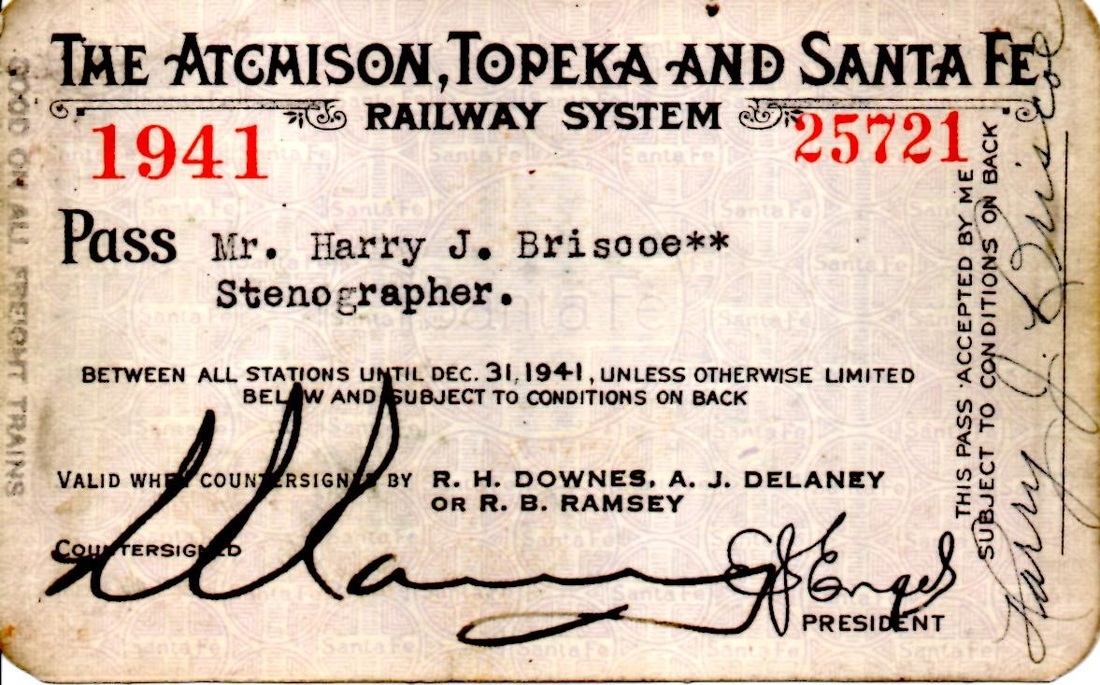 THE ATCHISON, TOPEKA AND SANTA FE
RAILWAY SYSTEM
1941
25721
Pass Mr. Harry J. Briscoe**
Stenographer.
BETWEEN ALL STATIONS UNTIL DEC. 31, 1941, UNLESS OTHERWISE LIMITED
BELOW AND SUBJECT TO CONDITIONS ON BACK
VALID WHEN COUNTERSIGNED BY R. H. DOWNES, A. J. DELANEY
OR R. B. RAMSEY
COUNTERSIGNED
E J Engel
PRESIDENT
THIS PASS ACCEPTED BY ME
SUBJECT TO CONDITIONS ON BACK
Harry J. Briscoe
GOOD ON ALL FREIGHT TRAINS
Santa Fe